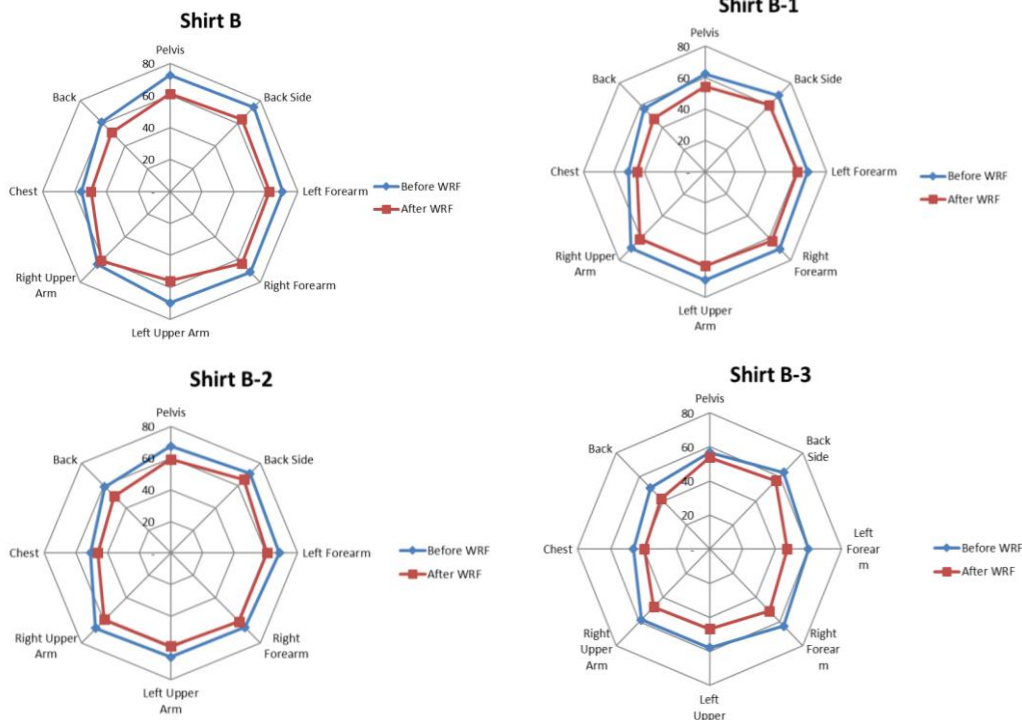 Shirt B
Pelvis
80
Back
Back Side
60
40
20
-
Chest
Left Forearm
Right Upper
Arm
Right Forearm
Left Upper Arm
Before WRF
After WRF
Shirt B-1
Pelvis
80
Back
Back Side
60
40
20
-
Chest
Left Forearm
Right Upper
Arm
Right
Forearm
Left Upper
Arm
Before WRF
After WRF
Shirt B-2
Pelvis
80
Back
Back Side
60
40
20
-
Chest
Left Forearm
Right Upper
Arm
Right
Forearm
Left Upper
Arm
Before WRF
After WRF
Shirt B-3
Pelvis
80
Back
Back
Side
60
40
20
-
Chest
Left
Forear
m
Right
Upper
Arm
Right
Forear
m
Left
Upper
Before WRF
After WRF